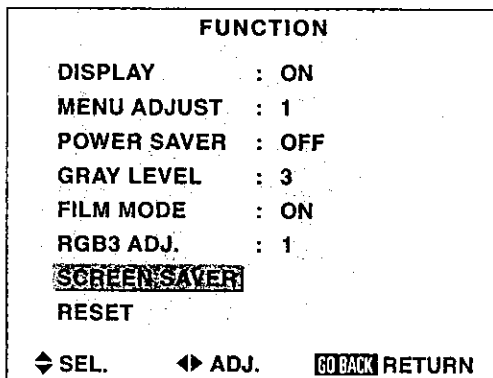 FUNCTION
DISPLAY : ON
MENU ADJUST : 1
POWER SAVER : OFF
GRAY LEVEL : 3
FILM MODE : ON
RGB3 ADJ. : 1
SCREEN SAVER
RESET
SEL. ADJ. GO BACK RETURN